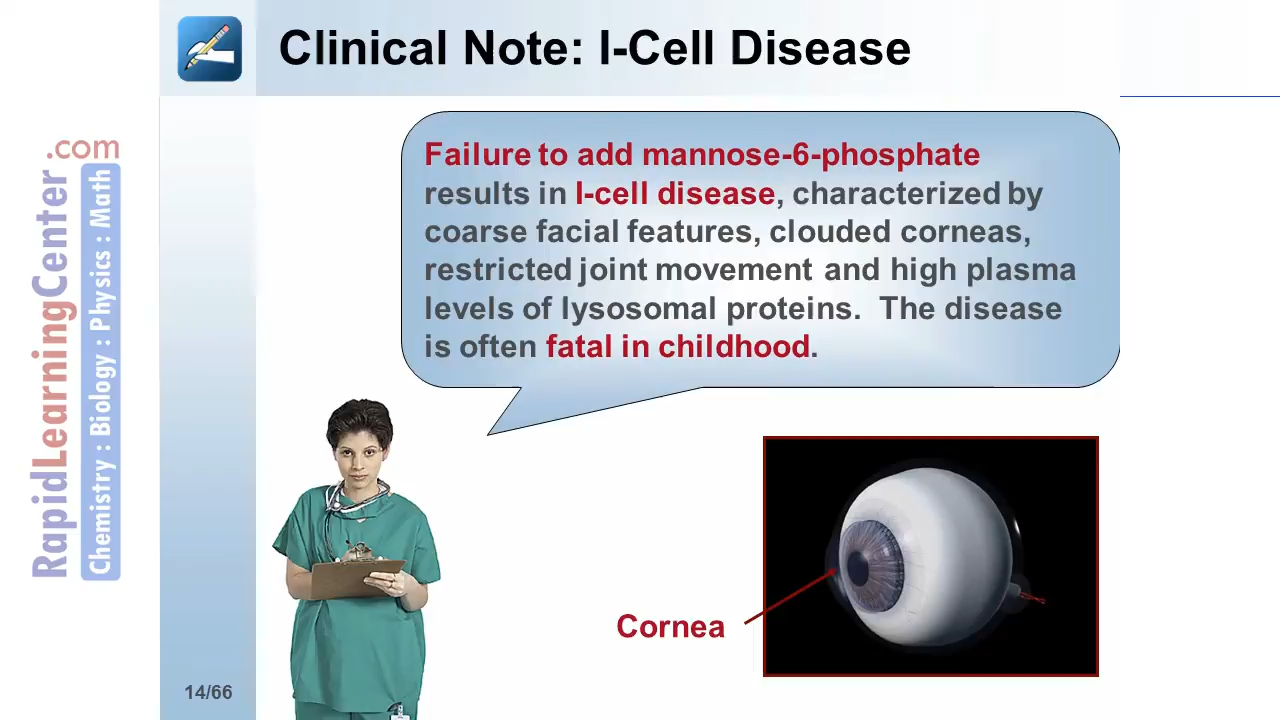 Clinical Note: I-Cell Disease
Failure to add mannose-6-phosphate
results in I-cell disease, characterized by
coarse facial features, clouded corneas,
restricted joint movement and high plasma
levels of lysosomal proteins.  The disease
is often fatal in childhood.
Cornea
14/66
RapidLearningCenter.com
Chemistry : Biology : Physics : Math